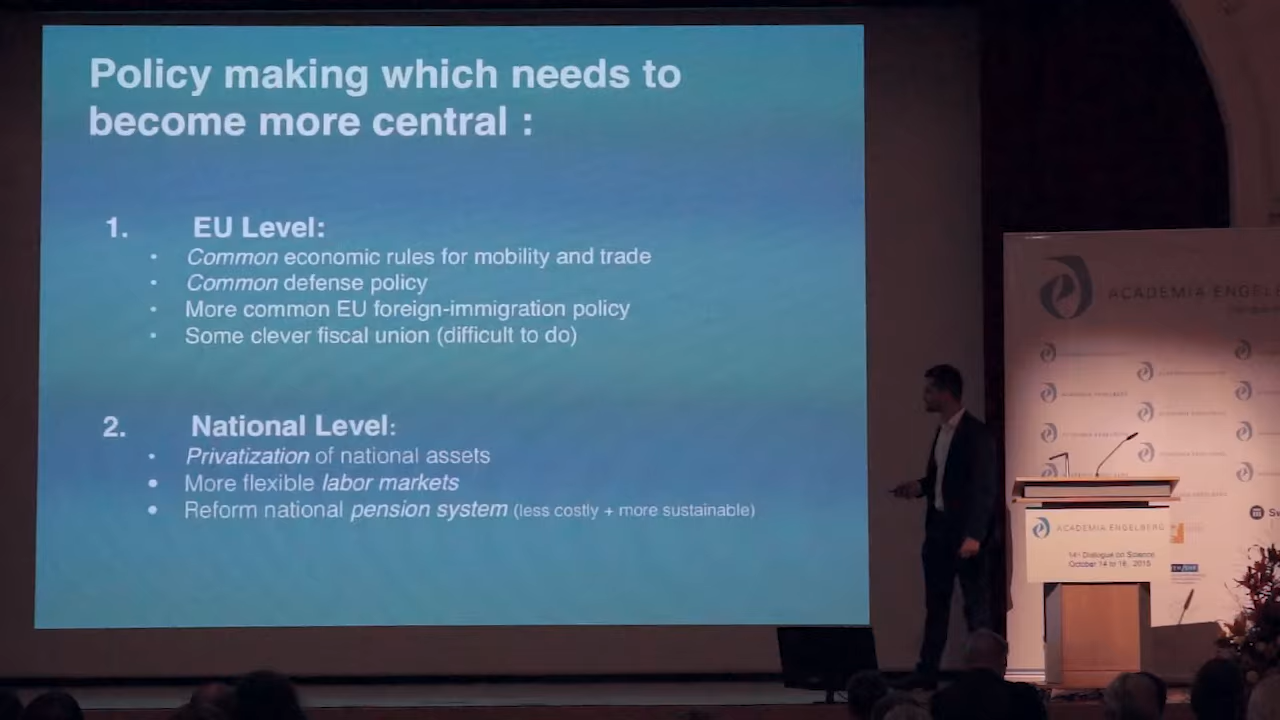 Policy making which needs to
become more central :
1. EU Level:
• Common economic rules for mobility and trade
• Common defense policy
• More common EU foreign-immigration policy
• Some clever fiscal union (difficult to do)
2. National Level:
• Privatization of national assets
• More flexible labor markets
• Reform national pension system (less costly + more sustainable)
ACADEMIA ENGELBE
ACADEMIA ENGELBERG
14th Dialogue on Science
October 14 to 16, 2015